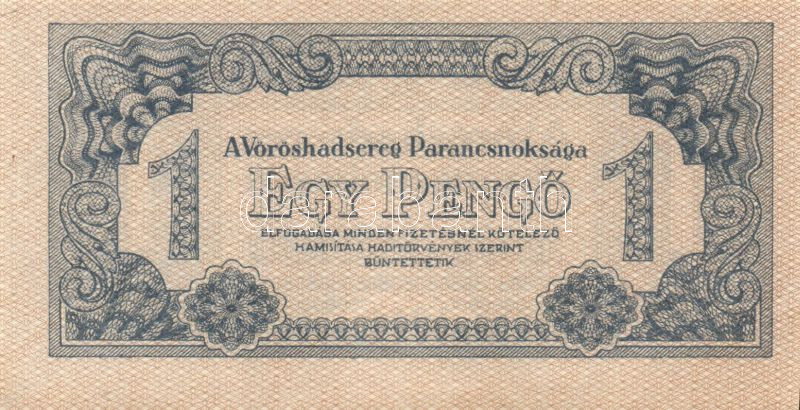 A Vöröshadsereg Parancsnoksága
1 EGY PENGŐ 1
ELFOGADÁSA MINDEN FIZETÉSNÉL KÖTELEZŐ
HAMISÍTÁSA HADITÖRVÉNYEK SZERINT
BÜNTETTETIK